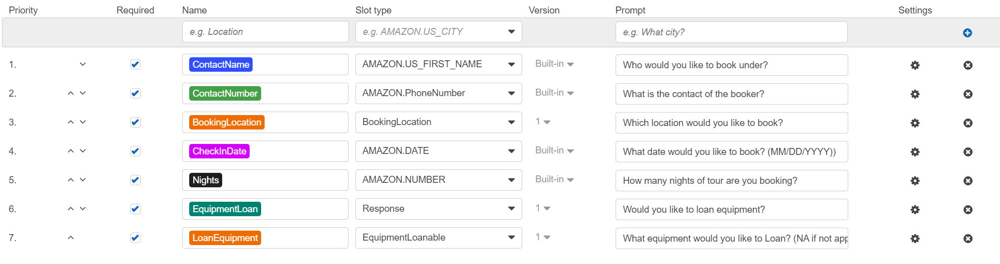 Priority Required Name Slot type Version Prompt Settings
e.g. Location e.g. AMAZON.US_CITY e.g. What city?
1. ContactName AMAZON.US_FIRST_NAME Built-in Who would you like to book under?
2. ContactNumber AMAZON.PhoneNumber Built-in What is the contact of the booker?
3. BookingLocation BookingLocation 1 Which location would you like to book?
4. CheckInDate AMAZON.DATE Built-in What date would you like to book? (MM/DD/YYYY))
5. Nights AMAZON.NUMBER Built-in How many nights of tour are you booking?
6. EquipmentLoan Response 1 Would you like to loan equipment?
7. LoanEquipment EquipmentLoanable 1 What equipment would you like to Loan? (NA if not app